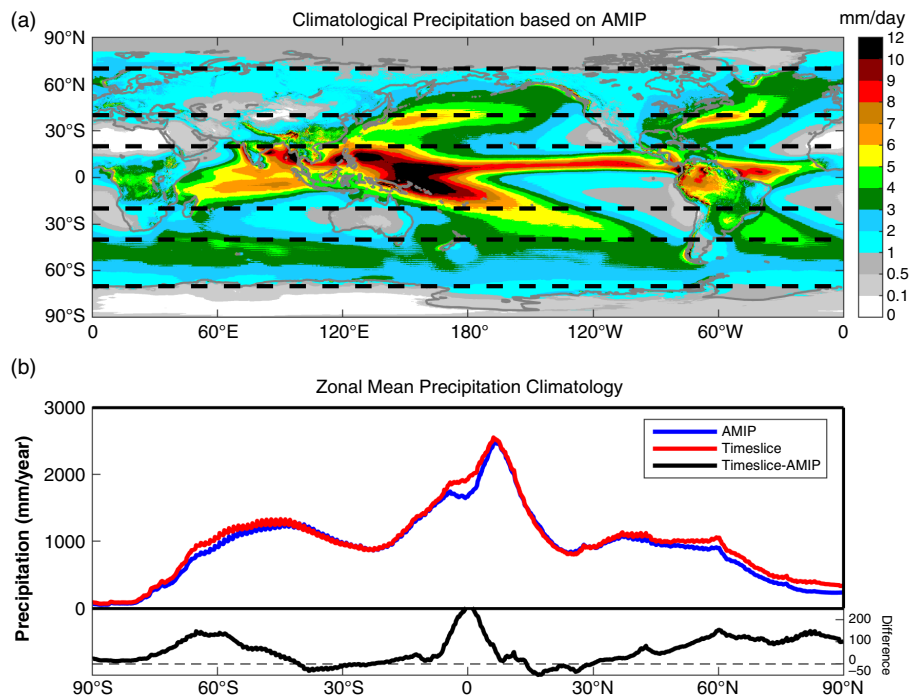 (a)
Climatological Precipitation based on AMIP
mm/day
90°N
60°N
30°S
0
30°S
60°S
90°S
0
60°E
120°E
180°
120°W
60°W
0
12
10
9
8
7
6
5
4
3
2
1
0.5
0.1
0
(b)
Zonal Mean Precipitation Climatology
Precipitation (mm/year)
3000
2000
1000
0
AMIP
Timeslice
Timeslice-AMIP
200
100
0
−50
Difference
90°S
60°S
30°S
0
30°N
60°N
90°N